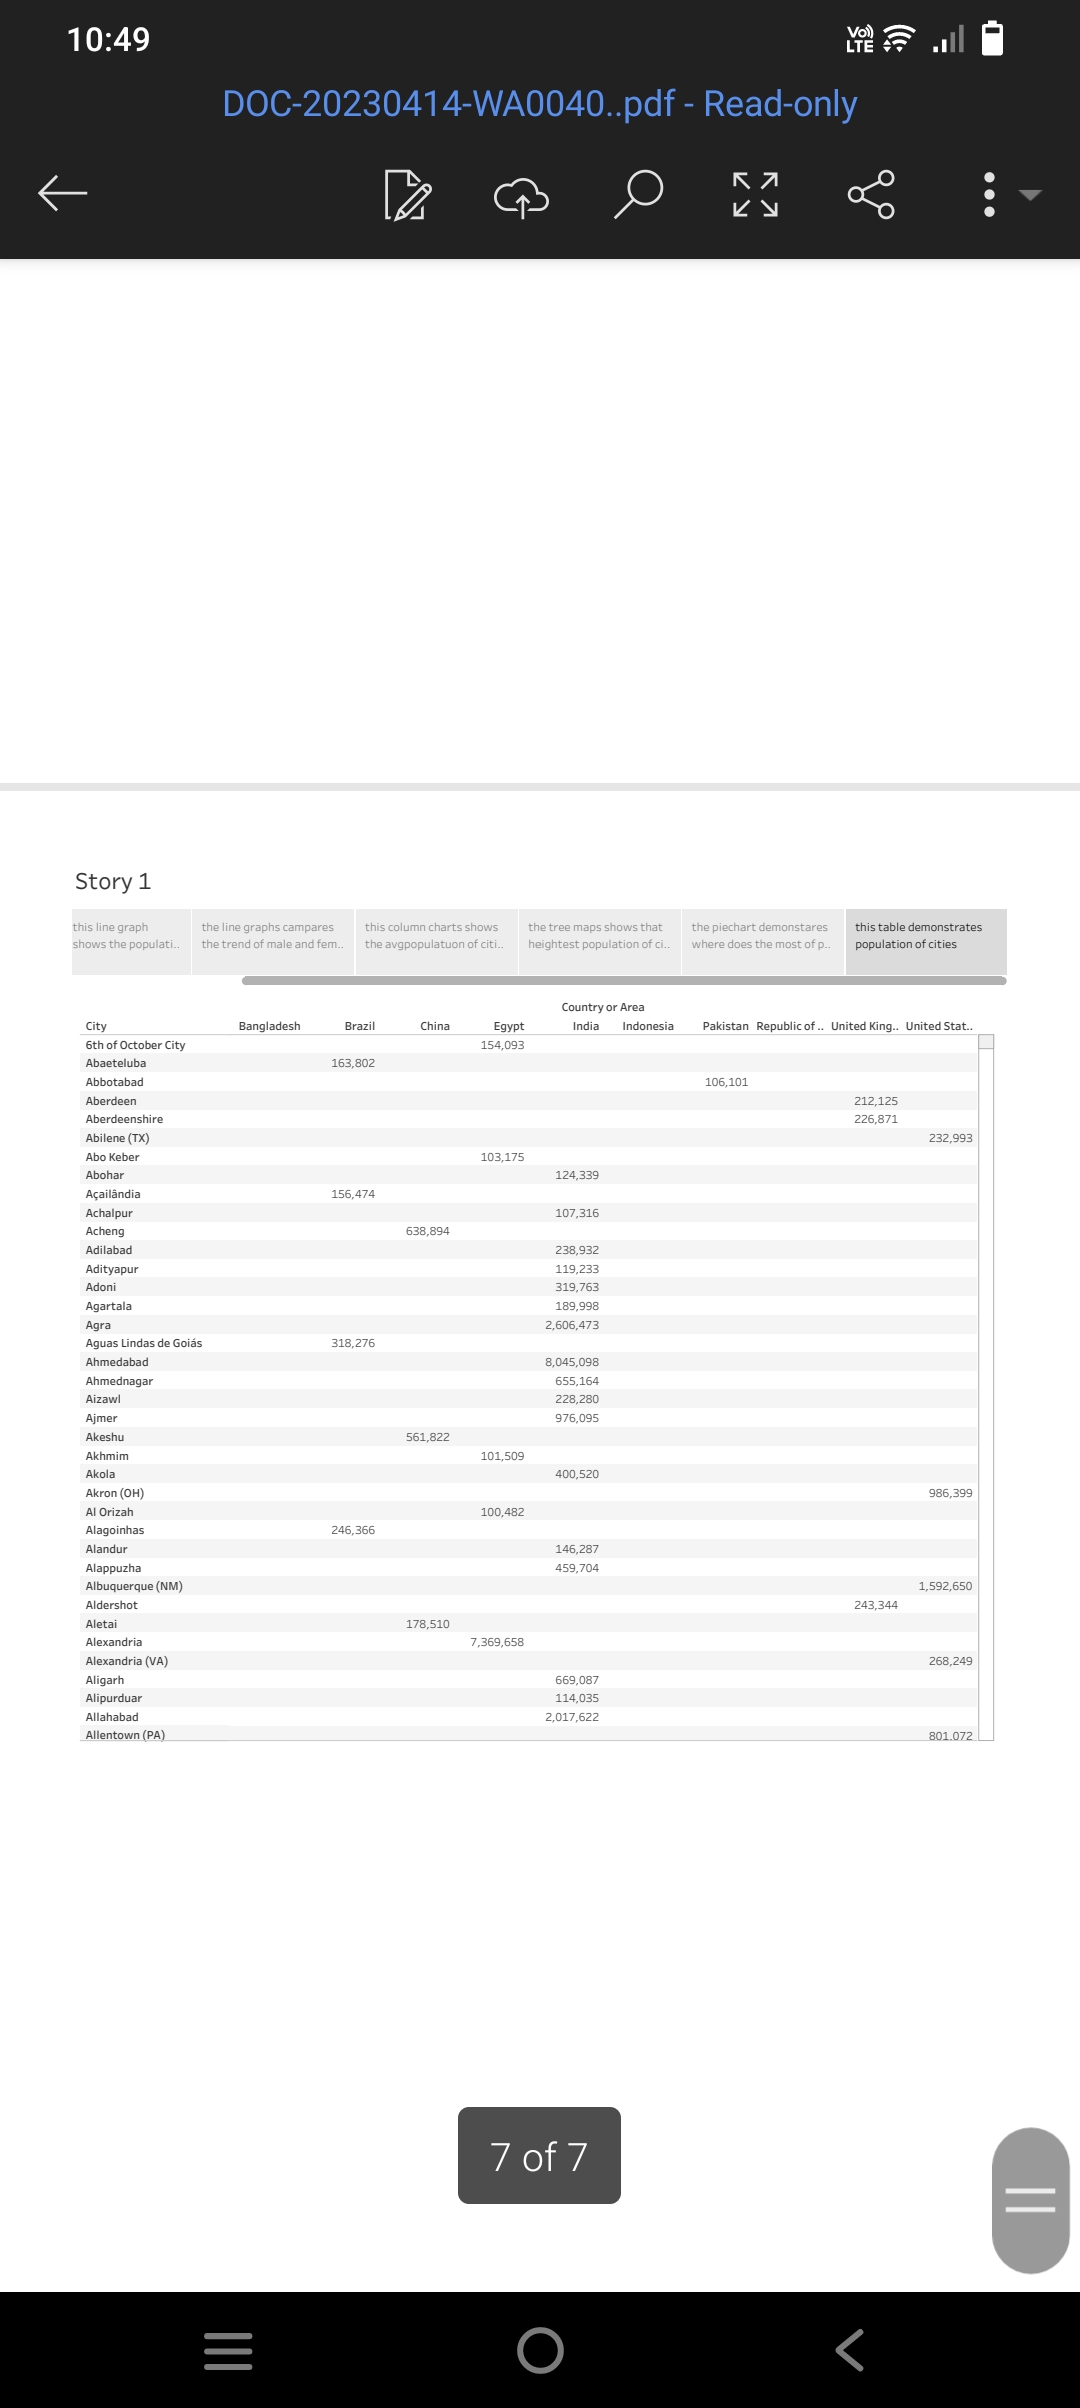 10:49
Vo)) LTE
DOC-20230414-WA0040..pdf - Read-only
Story 1
this line graph shows the populati..
the line graphs campares the trend of male and fem..
this column charts shows the avgpopulatuon of citi..
the tree maps shows that heightest population of ci..
the piechart demonstares where does the most of p..
this table demonstrates population of cities
Country or Area
City Bangladesh Brazil China Egypt India Indonesia Pakistan Republic of .. United King.. United Stat..
6th of October City 154,093
Abaeteluba 163,802
Abbotabad 106,101
Aberdeen 212,125
Aberdeenshire 226,871
Abilene (TX) 232,993
Abo Keber 103,175
Abohar 124,339
Açailândia 156,474
Achalpur 107,316
Acheng 638,894
Adilabad 238,932
Adityapur 119,233
Adoni 319,763
Agartala 189,998
Agra 2,606,473
Aguas Lindas de Goiás 318,276
Ahmedabad 8,045,098
Ahmednagar 655,164
Aizawl 228,280
Ajmer 976,095
Akeshu 561,822
Akhmim 101,509
Akola 400,520
Akron (OH) 986,399
Al Orizah 100,482
Alagoinhas 246,366
Alandur 146,287
Alappuzha 459,704
Albuquerque (NM) 1,592,650
Aldershot 243,344
Aletai 178,510
Alexandria 7,369,658
Alexandria (VA) 268,249
Aligarh 669,087
Alipurduar 114,035
Allahabad 2,017,622
Allentown (PA) 801,072
7 of 7